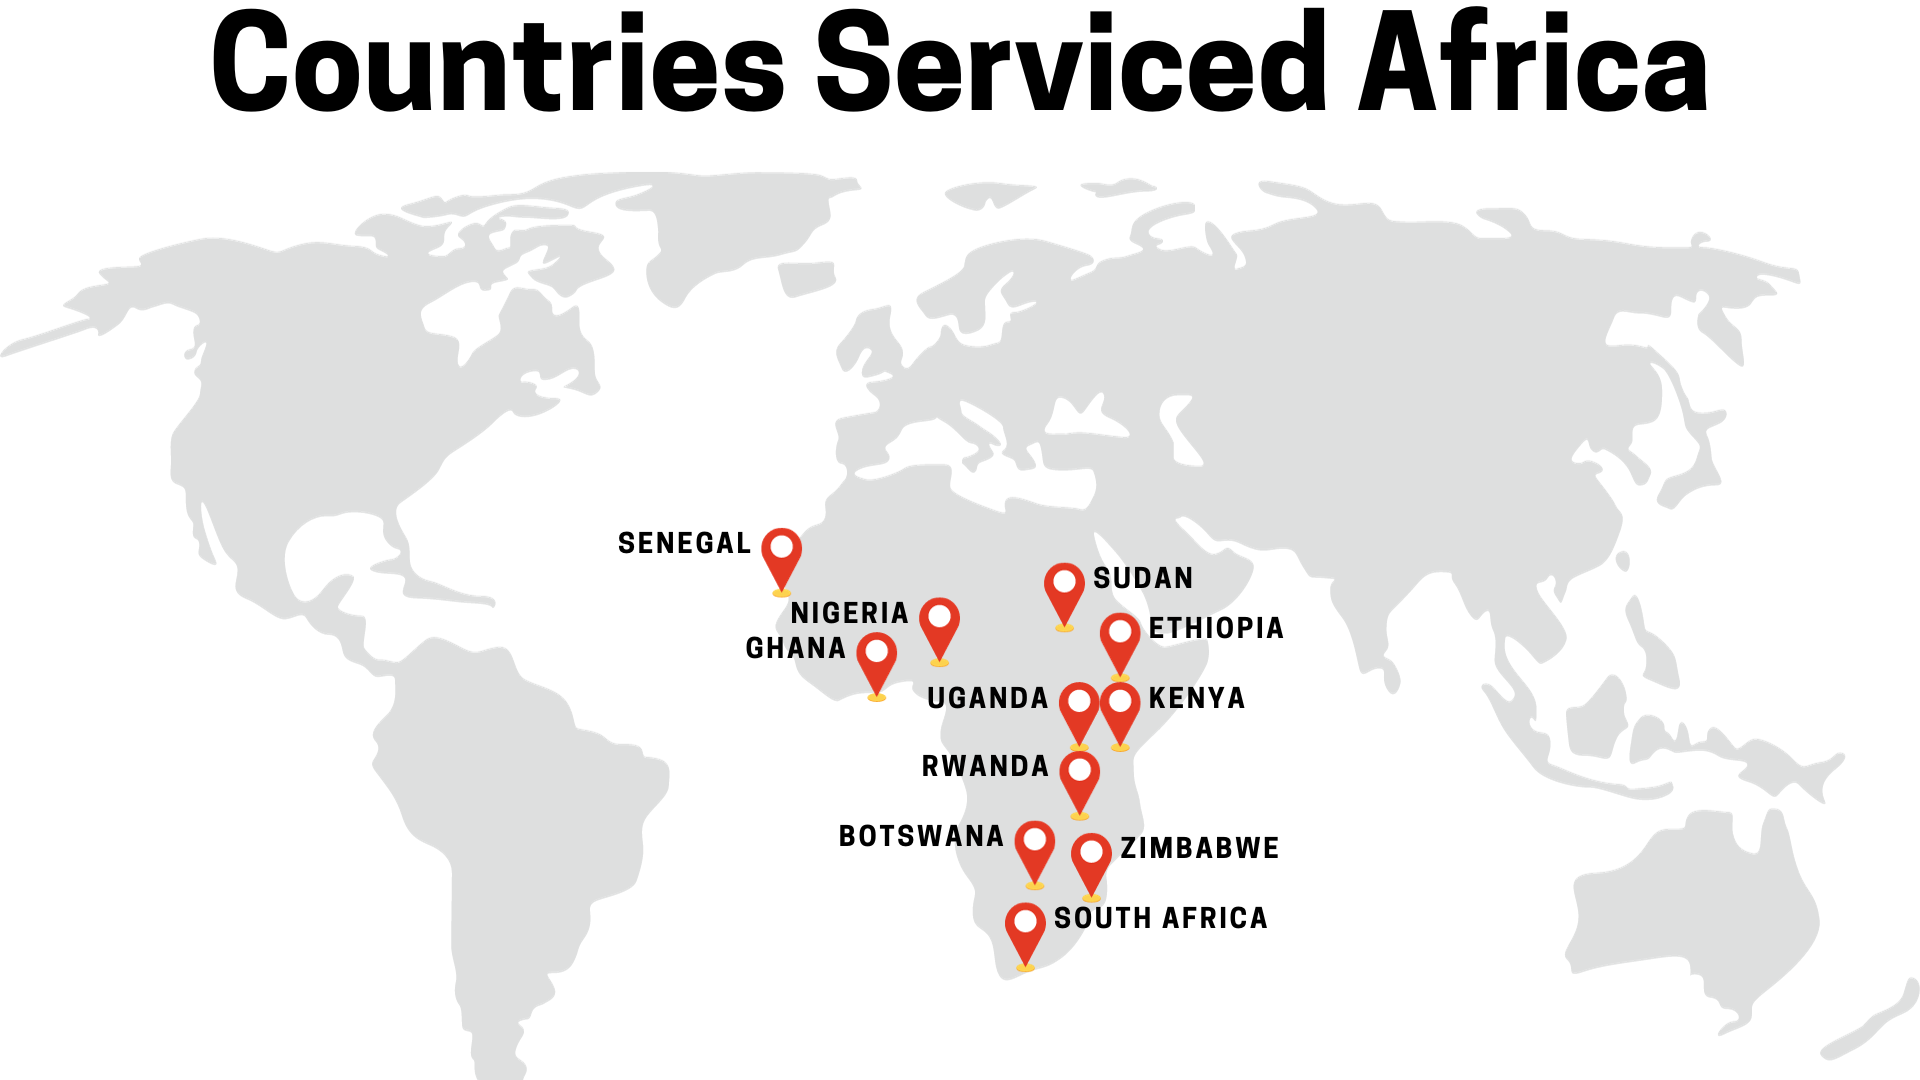 Countries Serviced Africa
SENEGAL
SUDAN
NIGERIA
ETHIOPIA
GHANA
UGANDA
KENYA
RWANDA
BOTSWANA
ZIMBABWE
SOUTH AFRICA